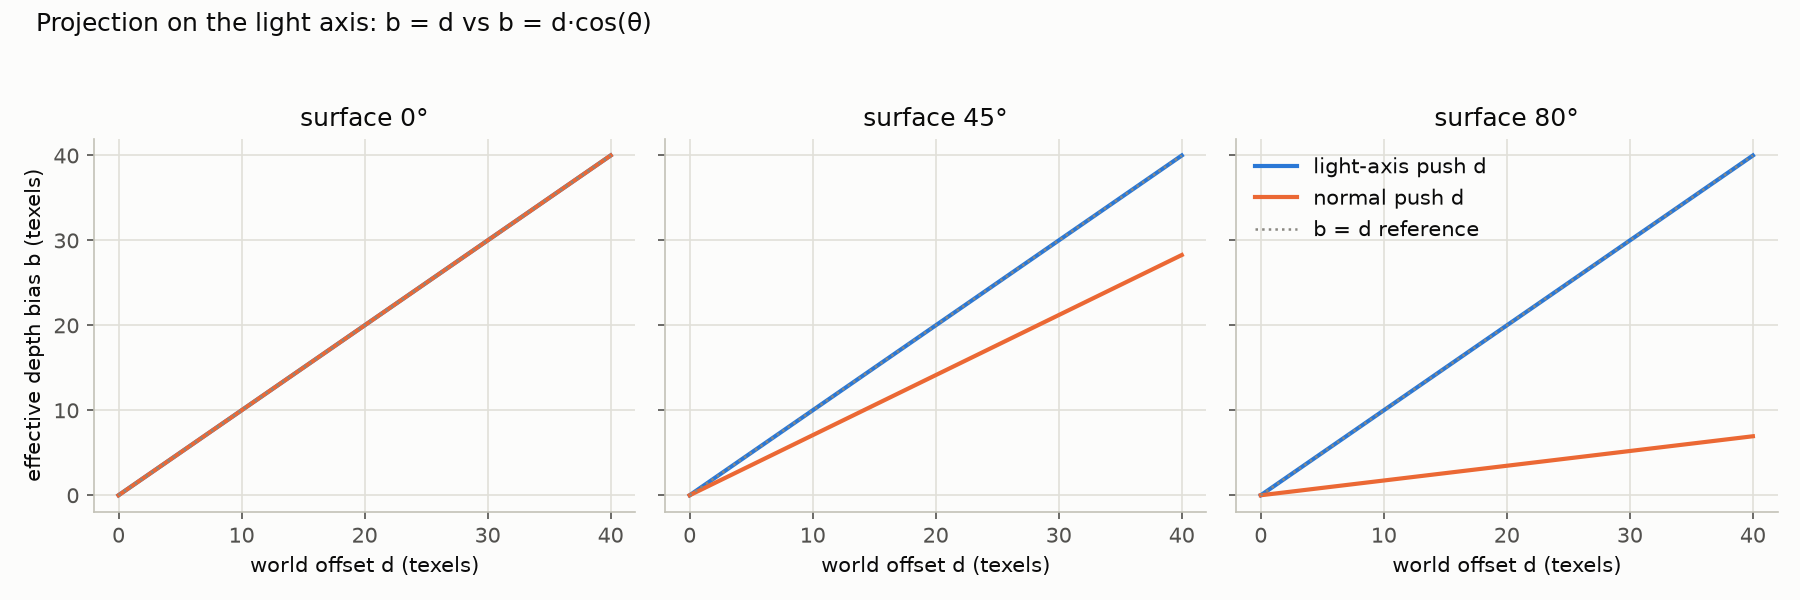 Projection on the light axis: b = d vs b = d·cos(θ)
surface 0°
surface 45°
surface 80°
effective depth bias b (texels)
40
30
20
10
0
light-axis push d
normal push d
b = d reference
0 10 20 30 40
0 10 20 30 40
0 10 20 30 40
world offset d (texels)
world offset d (texels)
world offset d (texels)